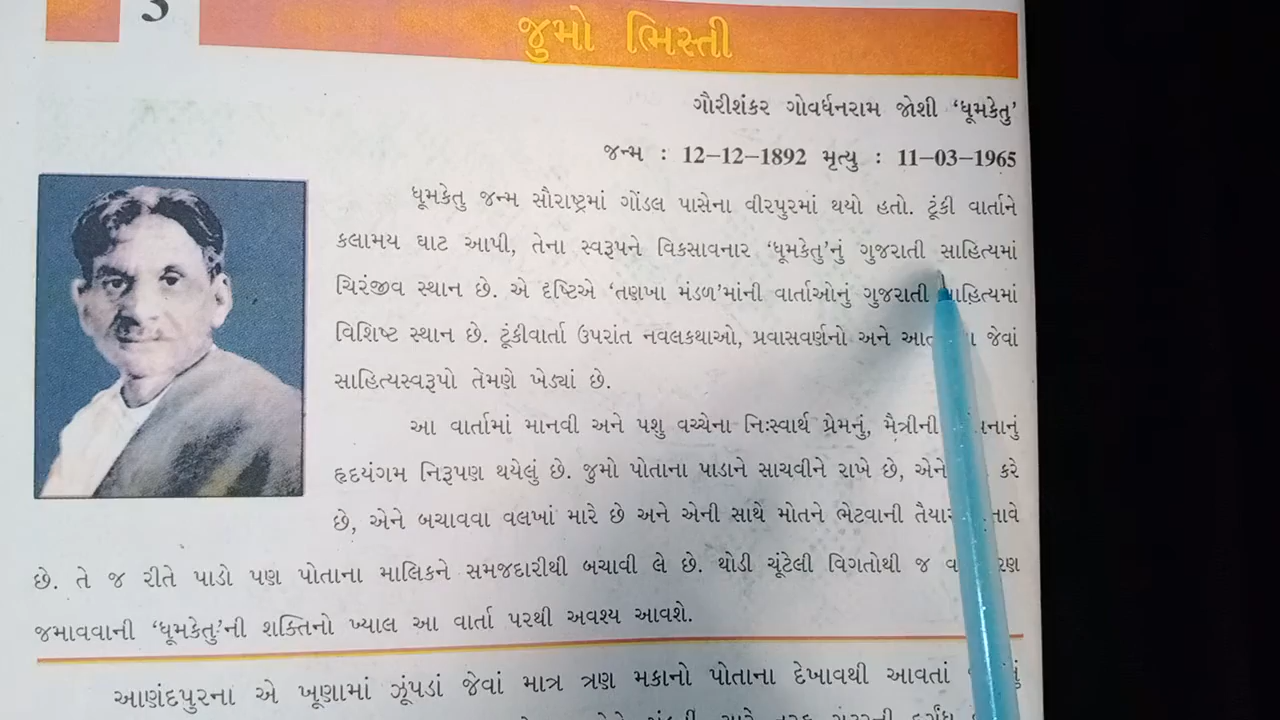 3
જુમો ભિસ્તી
ગૌરીશંકર ગોવર્ધનરામ જોશી ‘ધૂમકેતુ’
જન્મ : 12–12–1892 મૃત્યુ : 11–03–1965
ધૂમકેતુ જન્મ સૌરાષ્ટ્રમાં ગોંડલ પાસેના વીરપુરમાં થયો હતો. ટૂંકી વાર્તાને
કલામય ઘાટ આપી, તેના સ્વરૂપને વિકસાવનાર ‘ધૂમકેતુ’નું ગુજરાતી સાહિત્યમાં
ચિરંજીવ સ્થાન છે. એ દૃષ્ટિએ ‘તણખા મંડળ’માંની વાર્તાઓનું ગુજરાતી સાહિત્યમાં
વિશિષ્ટ સ્થાન છે. ટૂંકીવાર્તા ઉપરાંત નવલકથાઓ, પ્રવાસવર્ણનો અને જેવાં
સાહિત્યસ્વરૂપો તેમણે ખેડ્યાં છે.
આ વાર્તામાં માનવી અને પશુ વચ્ચેના નિઃસ્વાર્થ પ્રેમનું, મૈત્રીની
હૃદયંગમ નિરૂપણ થયેલું છે. જુમો પોતાના પાડાને સાચવીને રાખે છે, એને કરે
છે, એને બચાવવા વલખાં મારે છે અને એની સાથે મોતને ભેટવાની
છે. તે જ રીતે પાડો પણ પોતાના માલિકને સમજદારીથી બચાવી લે છે. થોડી ચૂંટેલી વિગતોથી જ
જમાવવાની ‘ધૂમકેતુ’ની શક્તિનો ખ્યાલ આ વાર્તા પરથી અવશ્ય આવશે.
આણંદપુરના એ ખૂણામાં ઝૂંપડાં જેવાં માત્ર ત્રણ મકાનો પોતાના દેખાવથી આવતાં